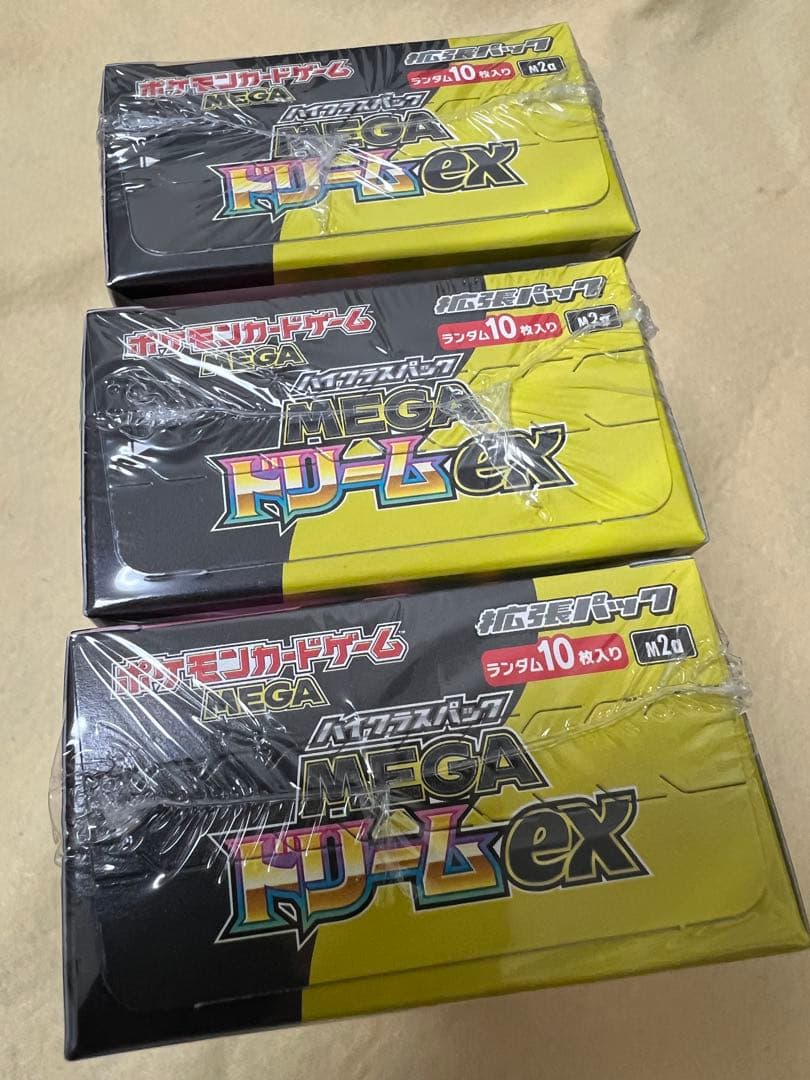 ポケモンカードゲーム
MEGA
拡張パック
ランダム10枚入り
M2a
ハイクラスパック
MEGA
ドリームex
ポケモンカードゲーム
MEGA
拡張パック
ランダム10枚入り
M2a
ハイクラスパック
MEGA
ドリームex
ポケモンカードゲーム
MEGA
拡張パック
ランダム10枚入り
M2a
ハイクラスパック
MEGA
ドリームex